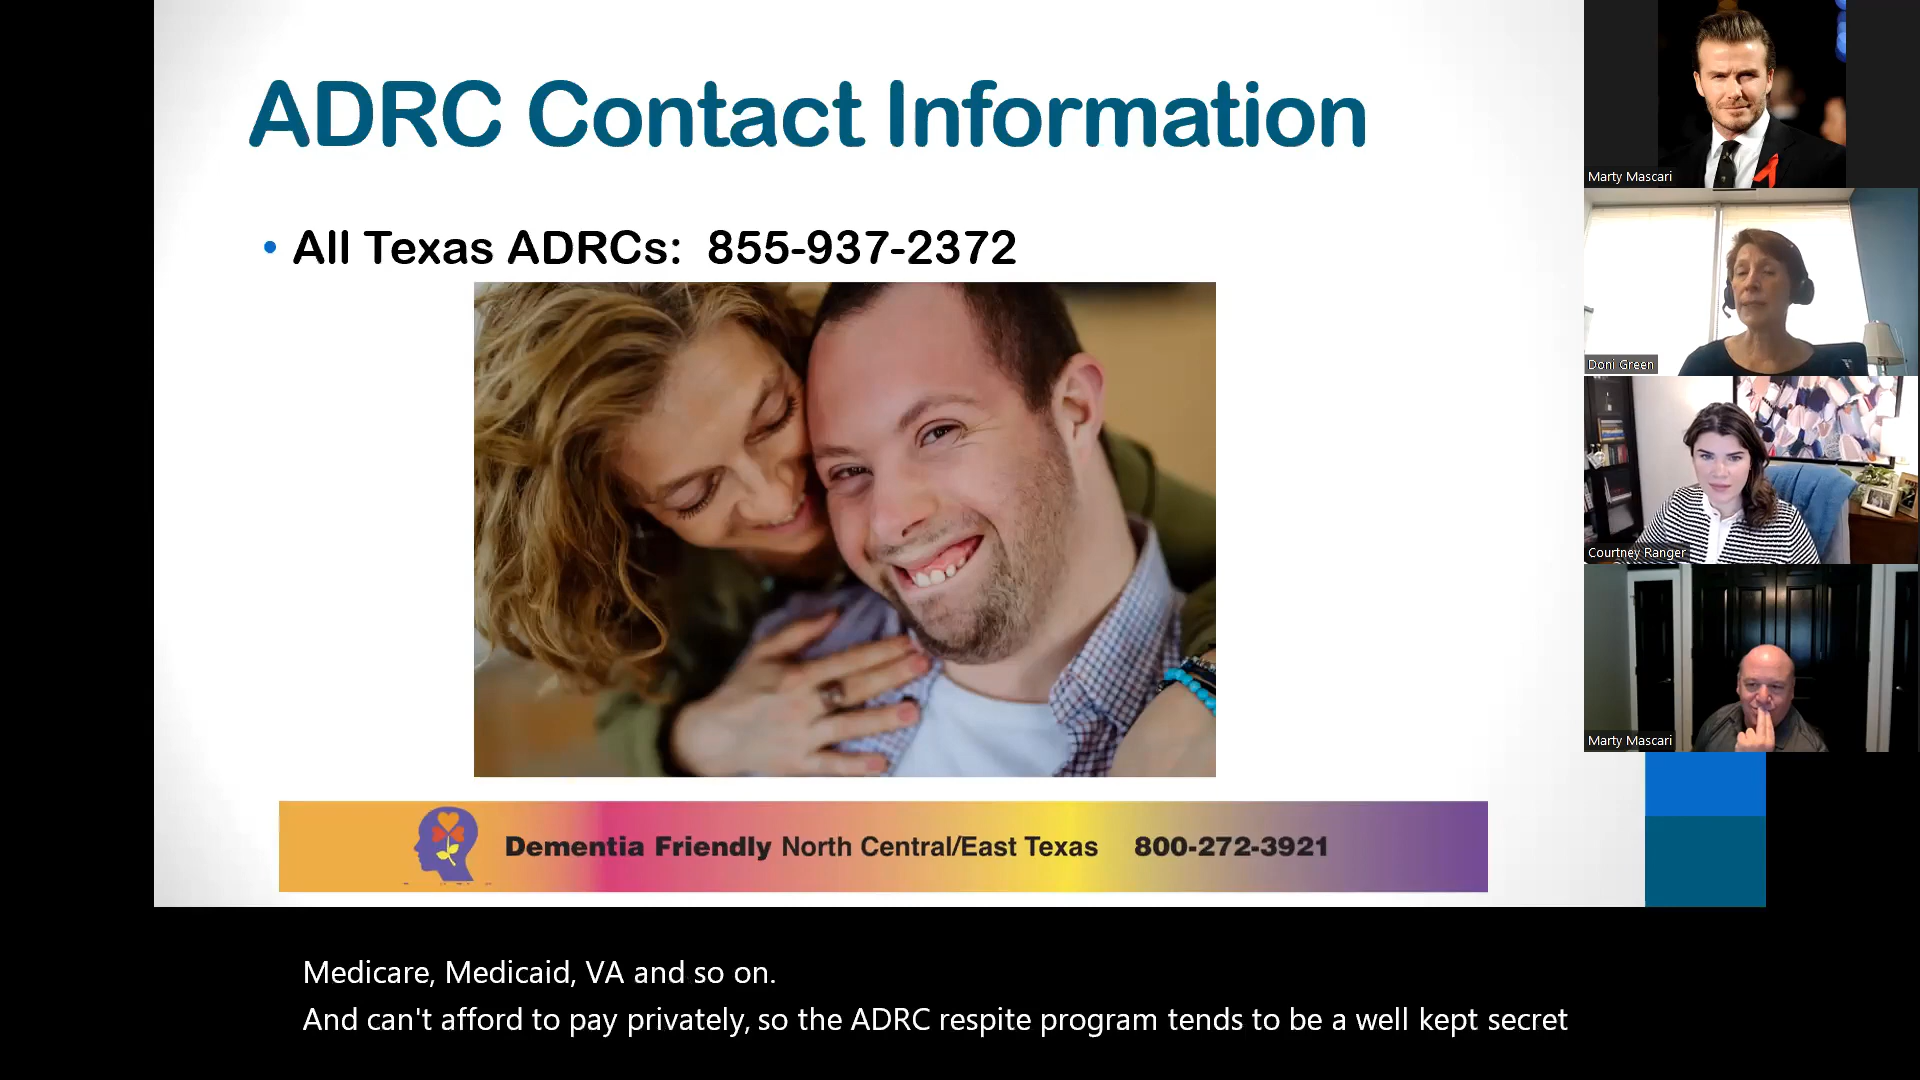 ADRC Contact Information
• All Texas ADRCs: 855-937-2372
Dementia Friendly North Central/East Texas 800-272-3921
Marty Mascari
Doni Green
Courtney Ranger
Marty Mascari
Medicare, Medicaid, VA and so on.
And can't afford to pay privately, so the ADRC respite program tends to be a well kept secret